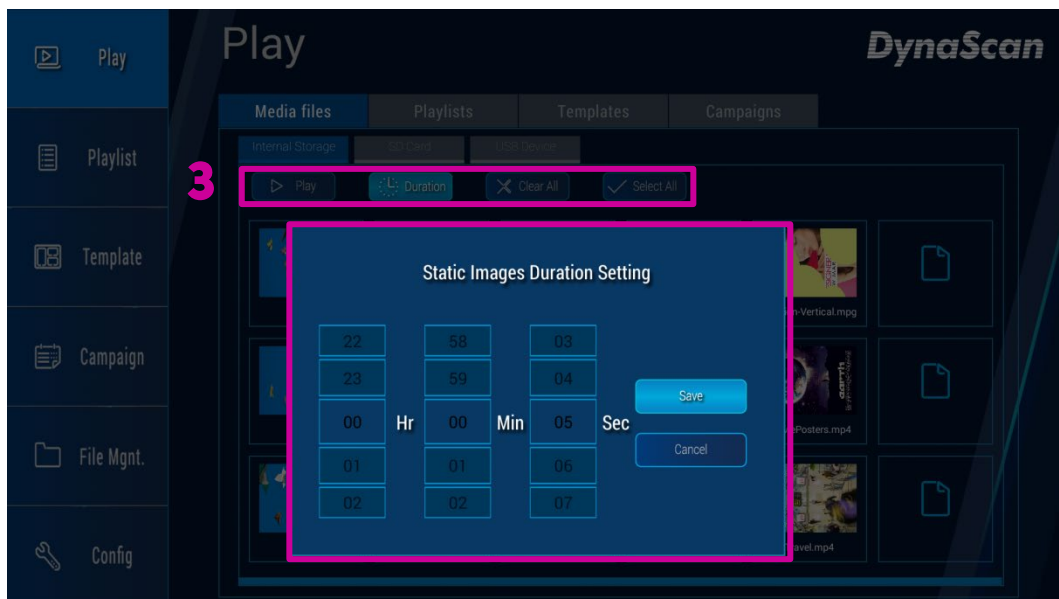 Play
Play
DynaScan
Media files
Playlists
Templates
Campaigns
Playlist
Internal Storage
SD Card
USB Device
3
Play
Duration
Clear All
Select All
Template
Static Images Duration Setting
-Vertical.mpg
22 58 03
23 59 04
00 Hr 00 Min 05 Sec
01 01 06
02 02 07
Save
Cancel
Campaign
ePosters.mp4
File Mgnt.
Travel.mp4
Config